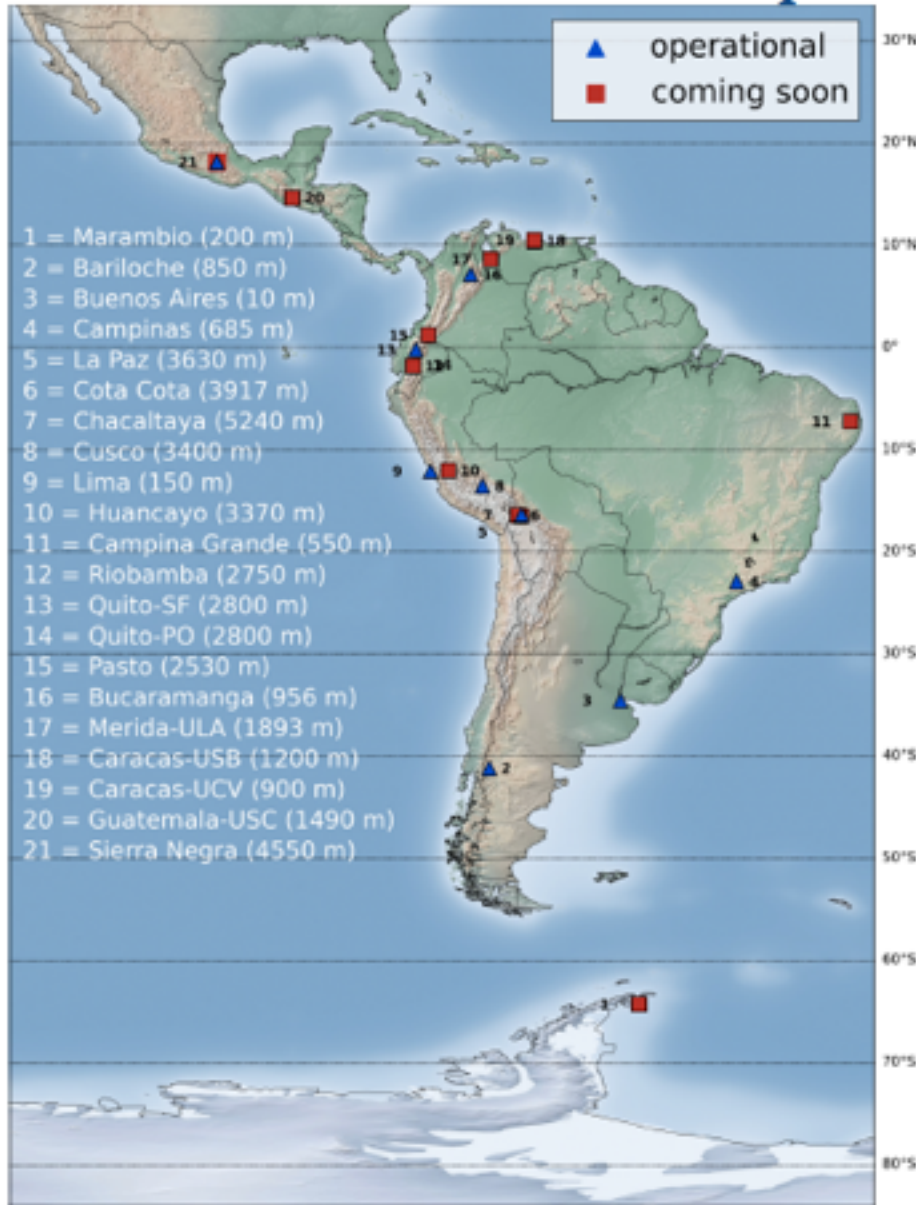 operational
coming soon
30°N
20°N
10°N
0°
10°S
20°S
30°S
40°S
50°S
60°S
70°S
80°S
1 = Marambio (200 m)
2 = Bariloche (850 m)
3 = Buenos Aires (10 m)
4 = Campinas (685 m)
5 = La Paz (3630 m)
6 = Cota Cota (3917 m)
7 = Chacaltaya (5240 m)
8 = Cusco (3400 m)
9 = Lima (150 m)
10 = Huancayo (3370 m)
11 = Campina Grande (550 m)
12 = Riobamba (2750 m)
13 = Quito-SF (2800 m)
14 = Quito-PO (2800 m)
15 = Pasto (2530 m)
16 = Bucaramanga (956 m)
17 = Merida-ULA (1893 m)
18 = Caracas-USB (1200 m)
19 = Caracas-UCV (900 m)
20 = Guatemala-USC (1490 m)
21 = Sierra Negra (4550 m)
21
20
19
18
17
16
15
13
11
9
10
8
7
6
5
4
3
2
1